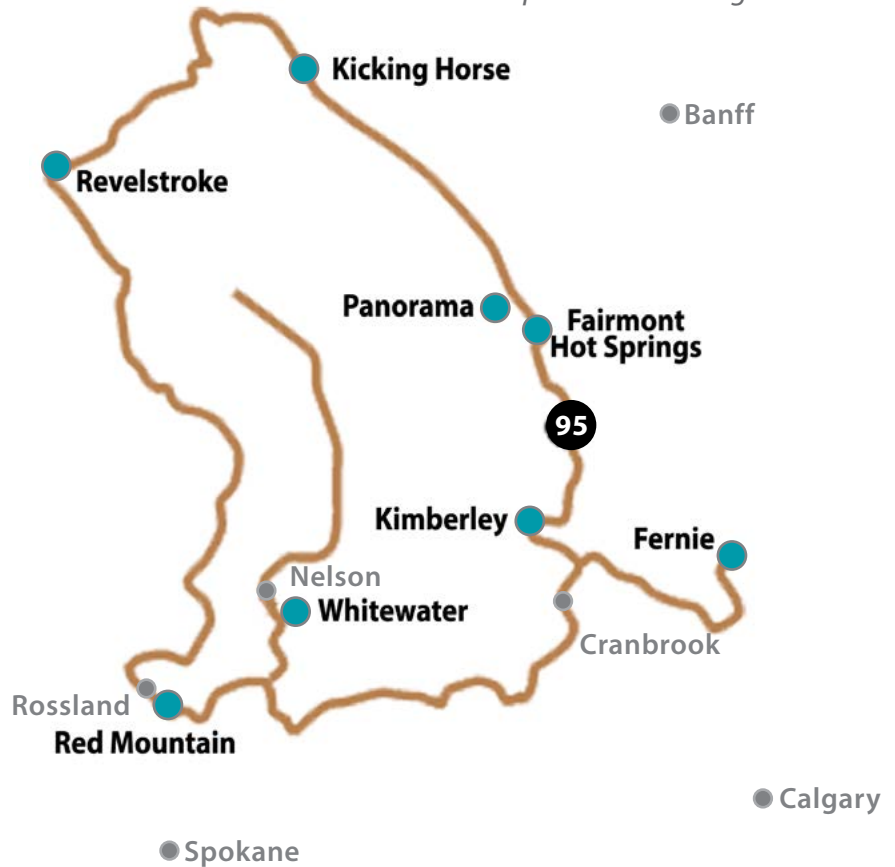 Kicking Horse
Banff
Revelstroke
Panorama
Fairmont
Hot Springs
95
Kimberley
Fernie
Nelson
Whitewater
Cranbrook
Rossland
Red Mountain
Calgary
Spokane